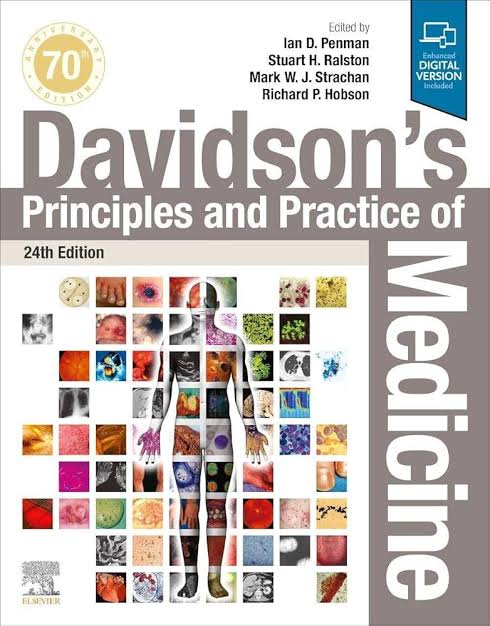 ANNIVERSARY
70th
EDITION
Edited by
Ian D. Penman
Stuart H. Ralston
Mark W. J. Strachan
Richard P. Hobson
Enhanced
DIGITAL
VERSION
Included
Davidson's
Principles and Practice of
Medicine
24th Edition
ELSEVIER